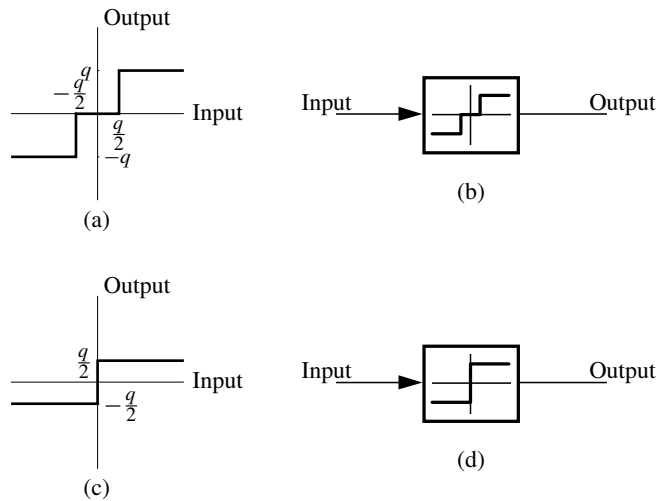 Output
q
−q/2
Input
q/2
−q
(a)
Input
Output
(b)
Output
q/2
Input
−q/2
(c)
Input
Output
(d)